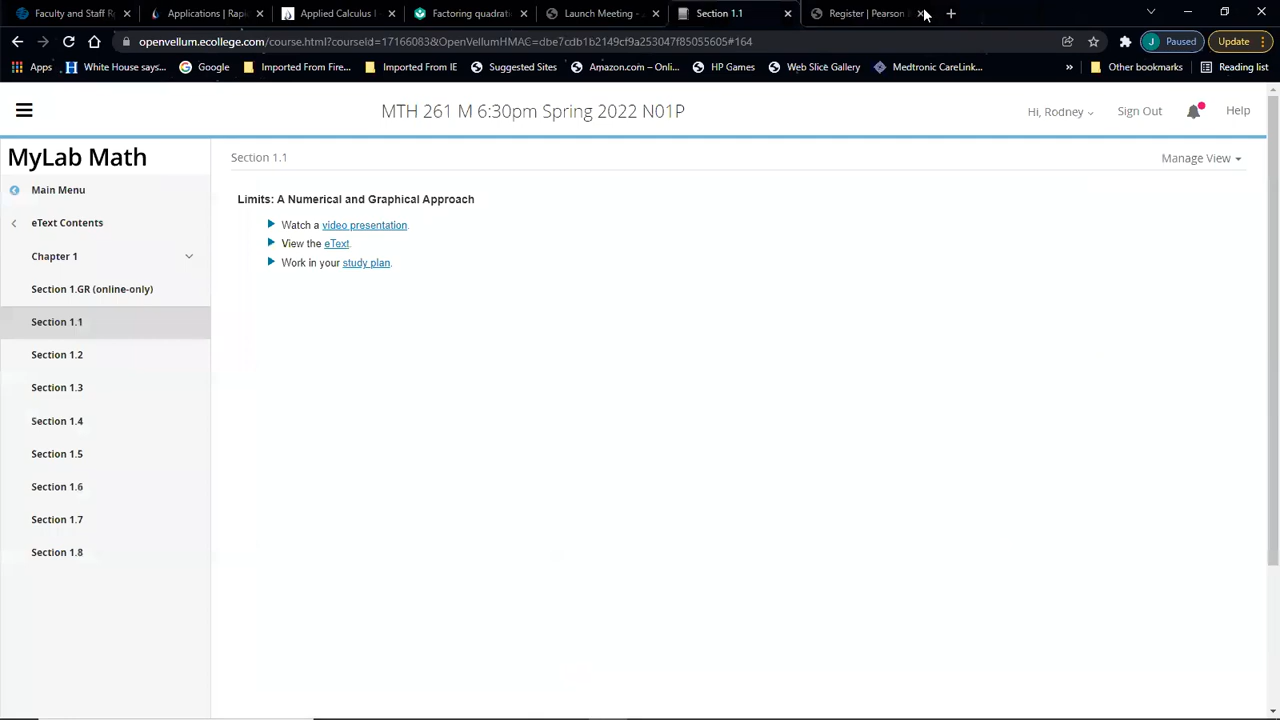 Faculty and Staff R
Applications | Rapi
Applied Calculus
Factoring quadrati
Launch Meeting -
Section 1.1
Register | Pearson
openvellum.ecollege.com/course.html?courseId=17166083&OpenVellumHMAC=dbe7cdb1b2149cf9a253047f85055605#164
J Paused
Update
Apps
White House says...
Google
Imported From Fire...
Imported From IE
Suggested Sites
Amazon.com – Onli...
HP Games
Web Slice Gallery
Medtronic CareLink...
»
Other bookmarks
Reading list
MTH 261 M 6:30pm Spring 2022 N01P
Hi, Rodney
Sign Out
Help
MyLab Math
Section 1.1
Manage View
Main Menu
eText Contents
Chapter 1
Section 1.GR (online-only)
Section 1.1
Section 1.2
Section 1.3
Section 1.4
Section 1.5
Section 1.6
Section 1.7
Section 1.8
Limits: A Numerical and Graphical Approach
Watch a video presentation.
View the eText.
Work in your study plan.